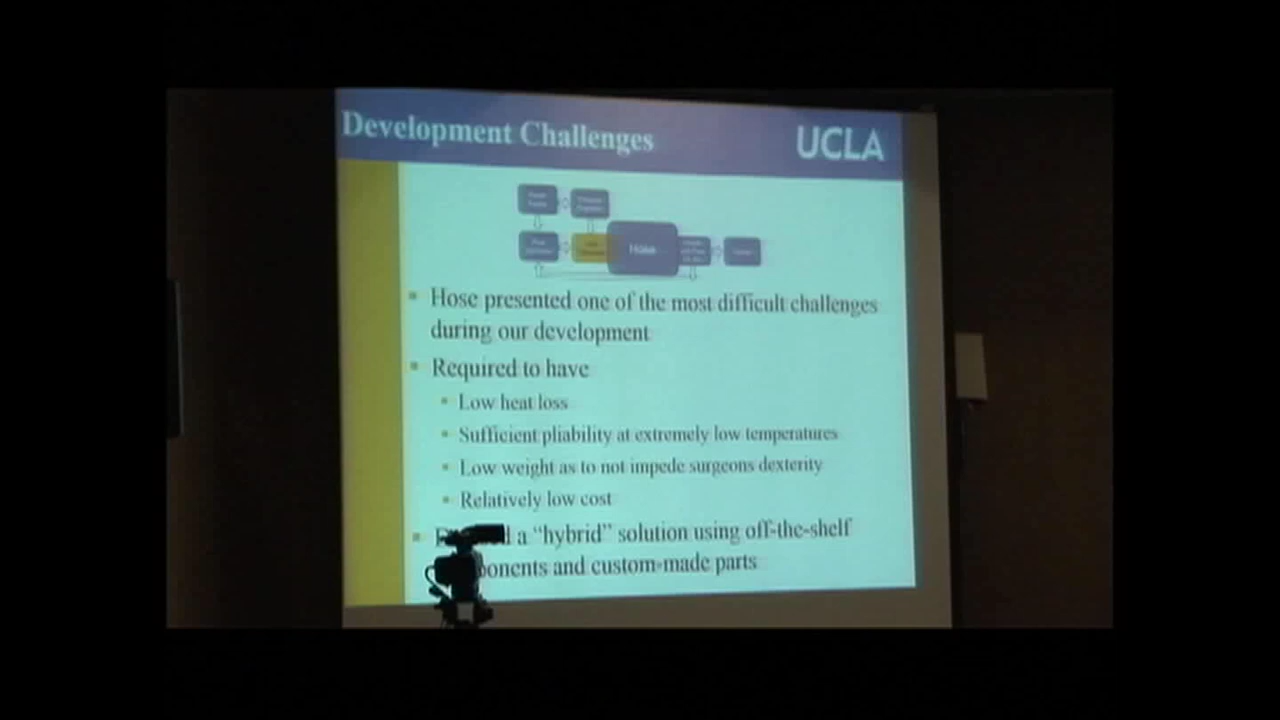 Development Challenges
UCLA
Hose
Hose presented one of the most difficult challenges
during our development
Required to have
Low heat loss
Sufficient pliability at extremely low temperatures
Low weight as to not impede surgeons dexterity
Relatively low cost
a “hybrid” solution using off-the-shelf
and custom-made parts